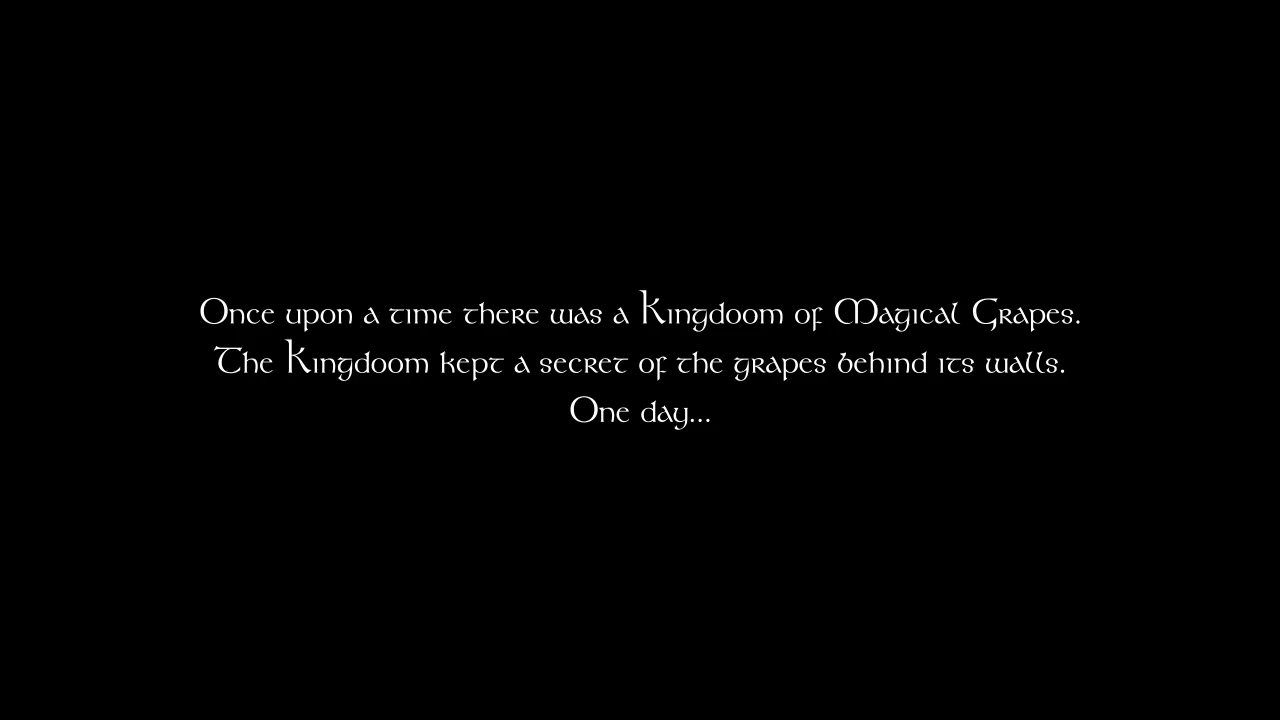 Once upon a time there was a Kingdoom of Magical Grapes.
The Kingdoom kept a secret of the grapes behind its walls.
One day...